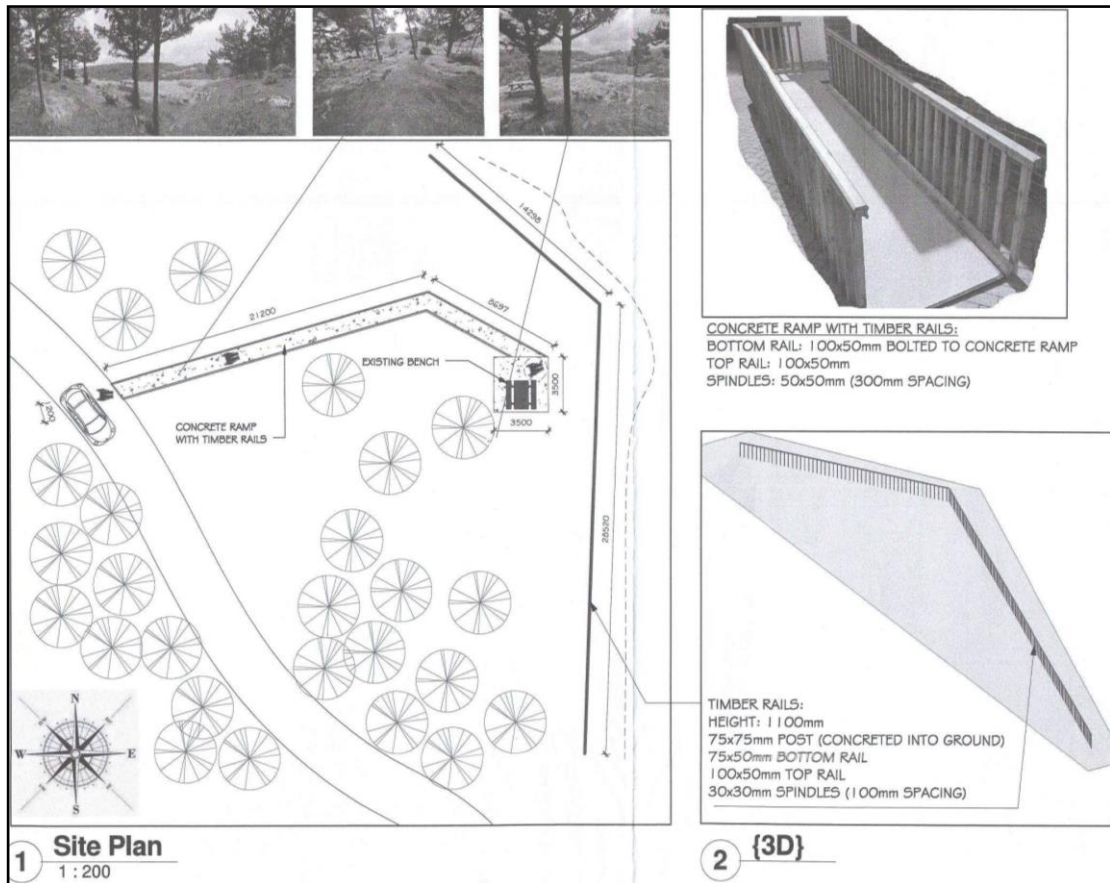 14298
21200
8697
EXISTING BENCH
3500
3500
1200
CONCRETE RAMP
WITH TIMBER RAILS
28520
N
W
E
S
1
Site Plan
1 : 200
CONCRETE RAMP WITH TIMBER RAILS:
BOTTOM RAIL: 100x50mm BOLTED TO CONCRETE RAMP
TOP RAIL: 100x50mm
SPINDLES: 50x50mm (300mm SPACING)
TIMBER RAILS:
HEIGHT: 1100mm
75x75mm POST (CONCRETED INTO GROUND)
75x50mm BOTTOM RAIL
100x50mm TOP RAIL
30x30mm SPINDLES (100mm SPACING)
2
{3D}